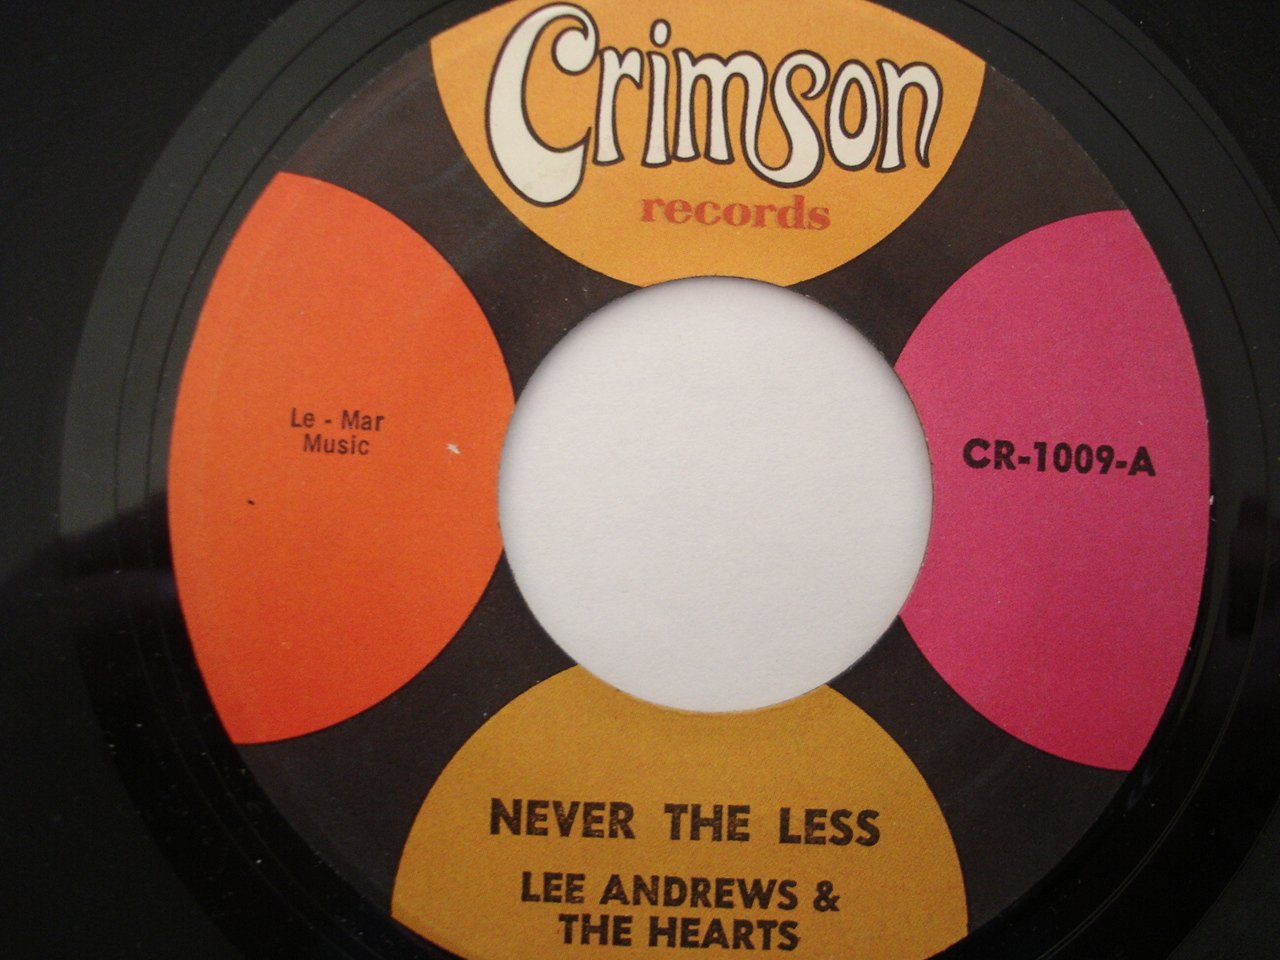 Crimson
records
Le - Mar
Music
CR-1009-A
NEVER THE LESS
LEE ANDREWS &
THE HEARTS